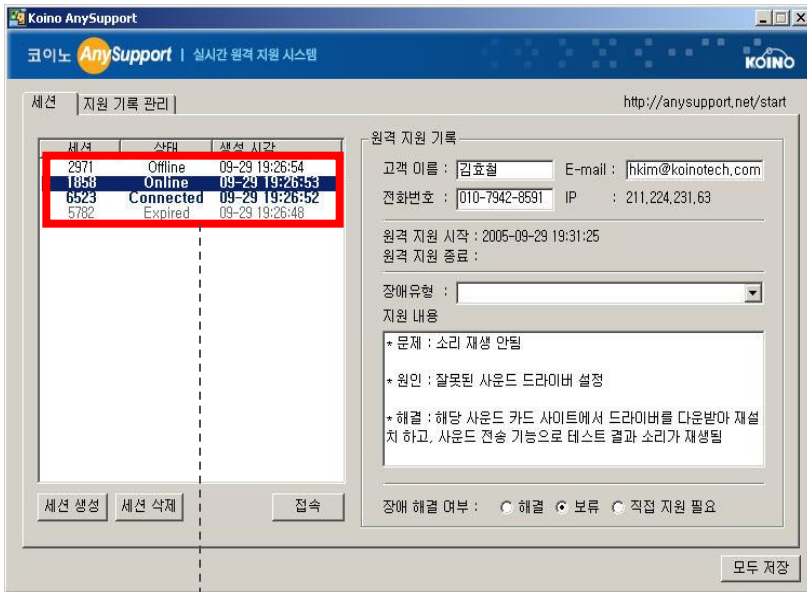 Koino AnySupport
코이노 AnySupport | 실시간 원격 지원 시스템
KOINO
세션 지원 기록 관리
http://anysupport.net/start
세션 상태 생성 시각
2971 Offline 09-29 19:26:54
1858 Online 09-29 19:26:53
6523 Connected 09-29 19:26:52
5782 Expired 09-29 19:26:48
세션 생성 세션 삭제 접속
원격 지원 기록
고객 이름 : 김효철 E-mail : hkim@koinotech.com
전화번호 : 010-7942-8591 IP : 211.224.231.63
원격 지원 시작 : 2005-09-29 19:31:25
원격 지원 종료 :
장애유형 :
지원 내용
* 문제 : 소리 재생 안됨
* 원인 : 잘못된 사운드 드라이버 설정
* 해결 : 해당 사운드 카드 사이트에서 드라이버를 다운받아 재설
치 하고, 사운드 전송 기능으로 테스트 결과 소리가 재생됨
장애 해결 여부 : 해결 보류 직접 지원 필요
모두 저장